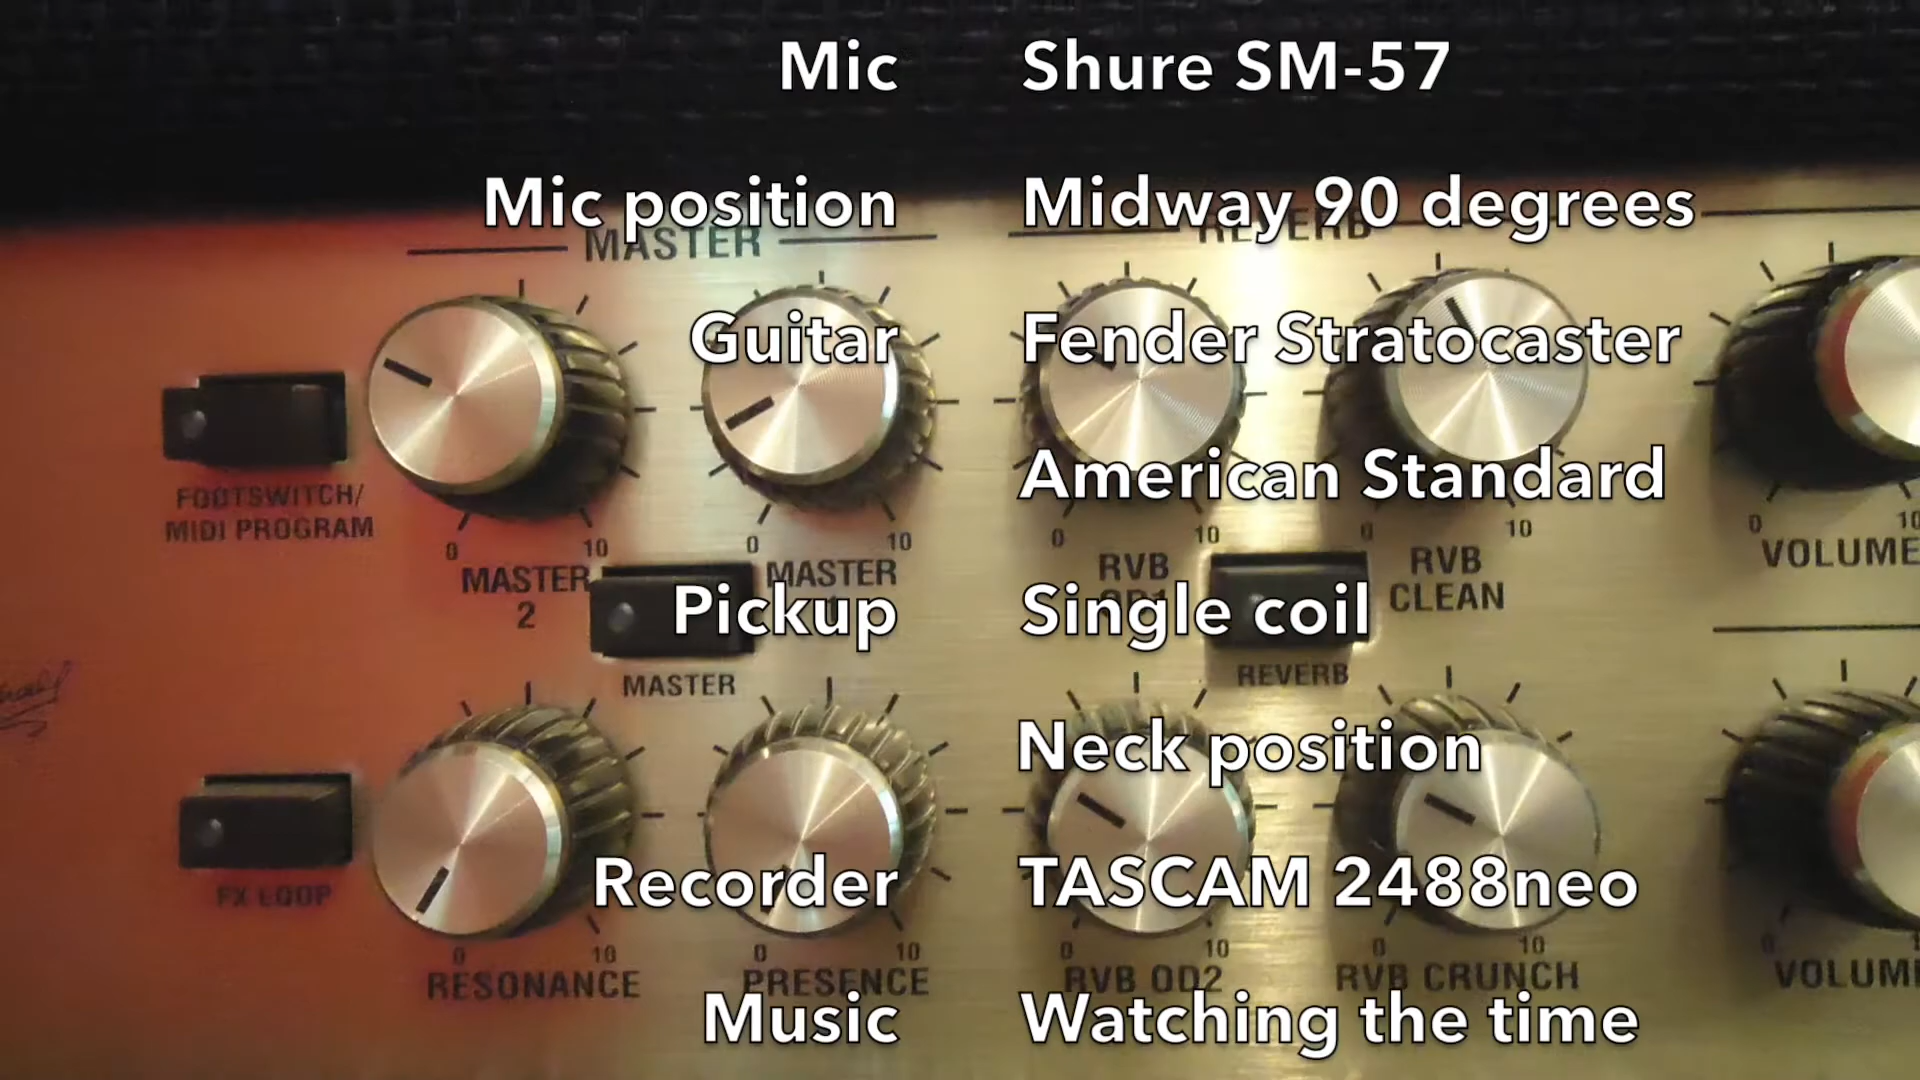 Mic Shure SM-57
Mic position Midway 90 degrees
MASTER REVERB
Guitar Fender Stratocaster
American Standard
FOOTSWITCH/
MIDI PROGRAM
0 10 0 10 0 10 0 10 0 10
MASTER 2
MASTER
RVB
RVB CLEAN
VOLUME
Pickup Single coil
MASTER
REVERB
Neck position
Recorder TASCAM 2488neo
FX LOOP
0 10 0 10 0 10 0 10 0
RESONANCE PRESENCE RVB OD2 RVB CRUNCH
Music Watching the time